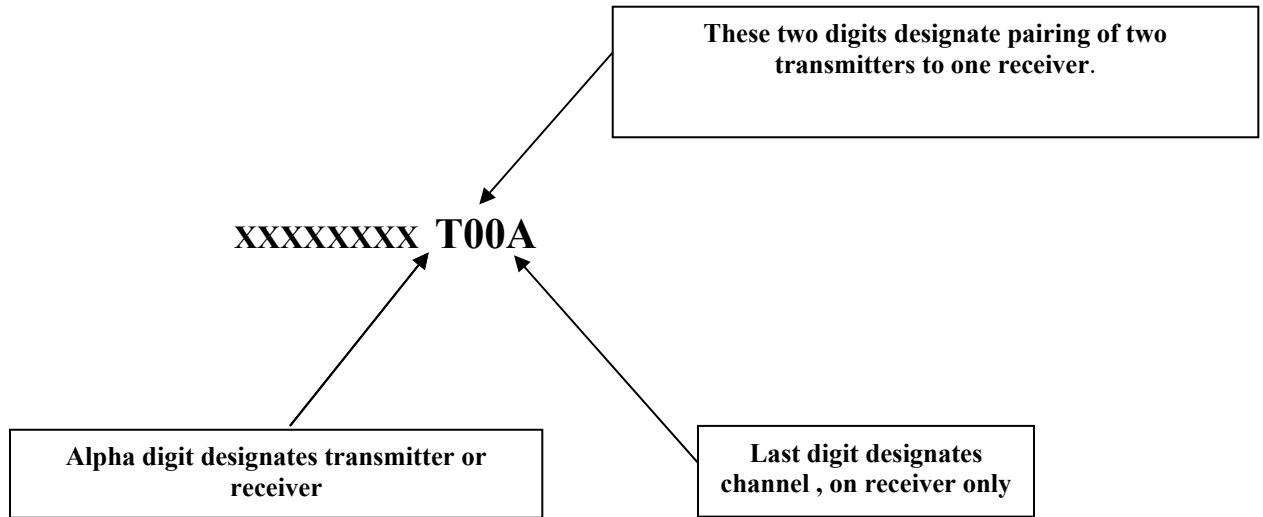 These two digits designate pairing of two
transmitters to one receiver.
XXXXXXXX T00A
Alpha digit designates transmitter or
receiver
Last digit designates
channel , on receiver only